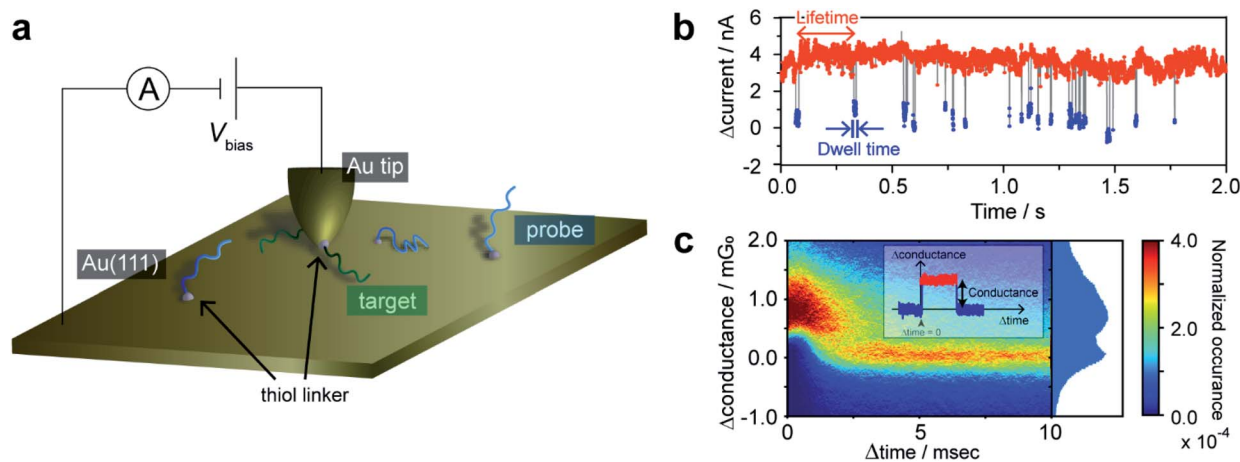 a
A
Vbias
Au tip
Au(111)
probe
target
thiol linker
b
Δcurrent / nA
6
4
2
0
-2
Lifetime
Dwell time
0.0 0.5 1.0 1.5 2.0
Time / s
c
Δconductance / mG₀
2.0
1.0
0.0
-1.0
Δconductance
Conductance
Δtime
Δtime = 0
0 5 10
Δtime / msec
4.0
2.0
0.0
x 10⁻⁴
Normalized occurance